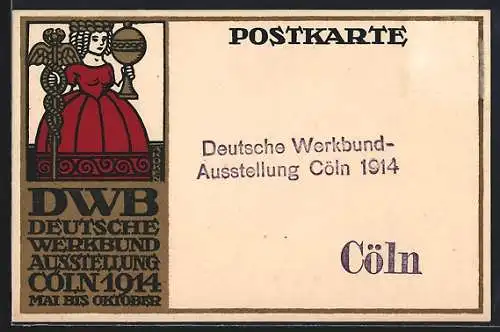 POSTKARTE
DWB
DEUTSCHE
WERKBUND
AUSSTELLUNG
CÖLN 1914
MAI BIS OKTOBER
Deutsche Werkbund-
Ausstellung Cöln 1914
Cöln